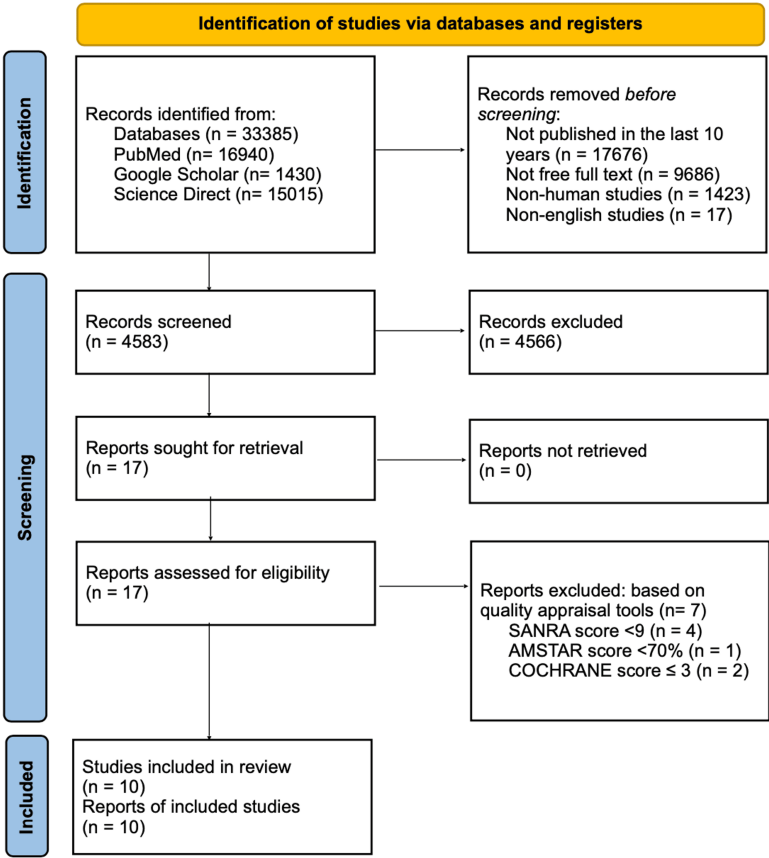 Identification of studies via databases and registers
Identification
Records identified from:
Databases (n = 33385)
PubMed (n= 16940)
Google Scholar (n= 1430)
Science Direct (n= 15015)
Records removed before
screening:
Not published in the last 10
years (n = 17676)
Not free full text (n = 9686)
Non-human studies (n = 1423)
Non-english studies (n = 17)
Screening
Records screened
(n = 4583)
Records excluded
(n = 4566)
Reports sought for retrieval
(n = 17)
Reports not retrieved
(n = 0)
Reports assessed for eligibility
(n = 17)
Reports excluded: based on
quality appraisal tools (n= 7)
SANRA score <9 (n = 4)
AMSTAR score <70% (n = 1)
COCHRANE score ≤ 3 (n = 2)
Included
Studies included in review
(n = 10)
Reports of included studies
(n = 10)